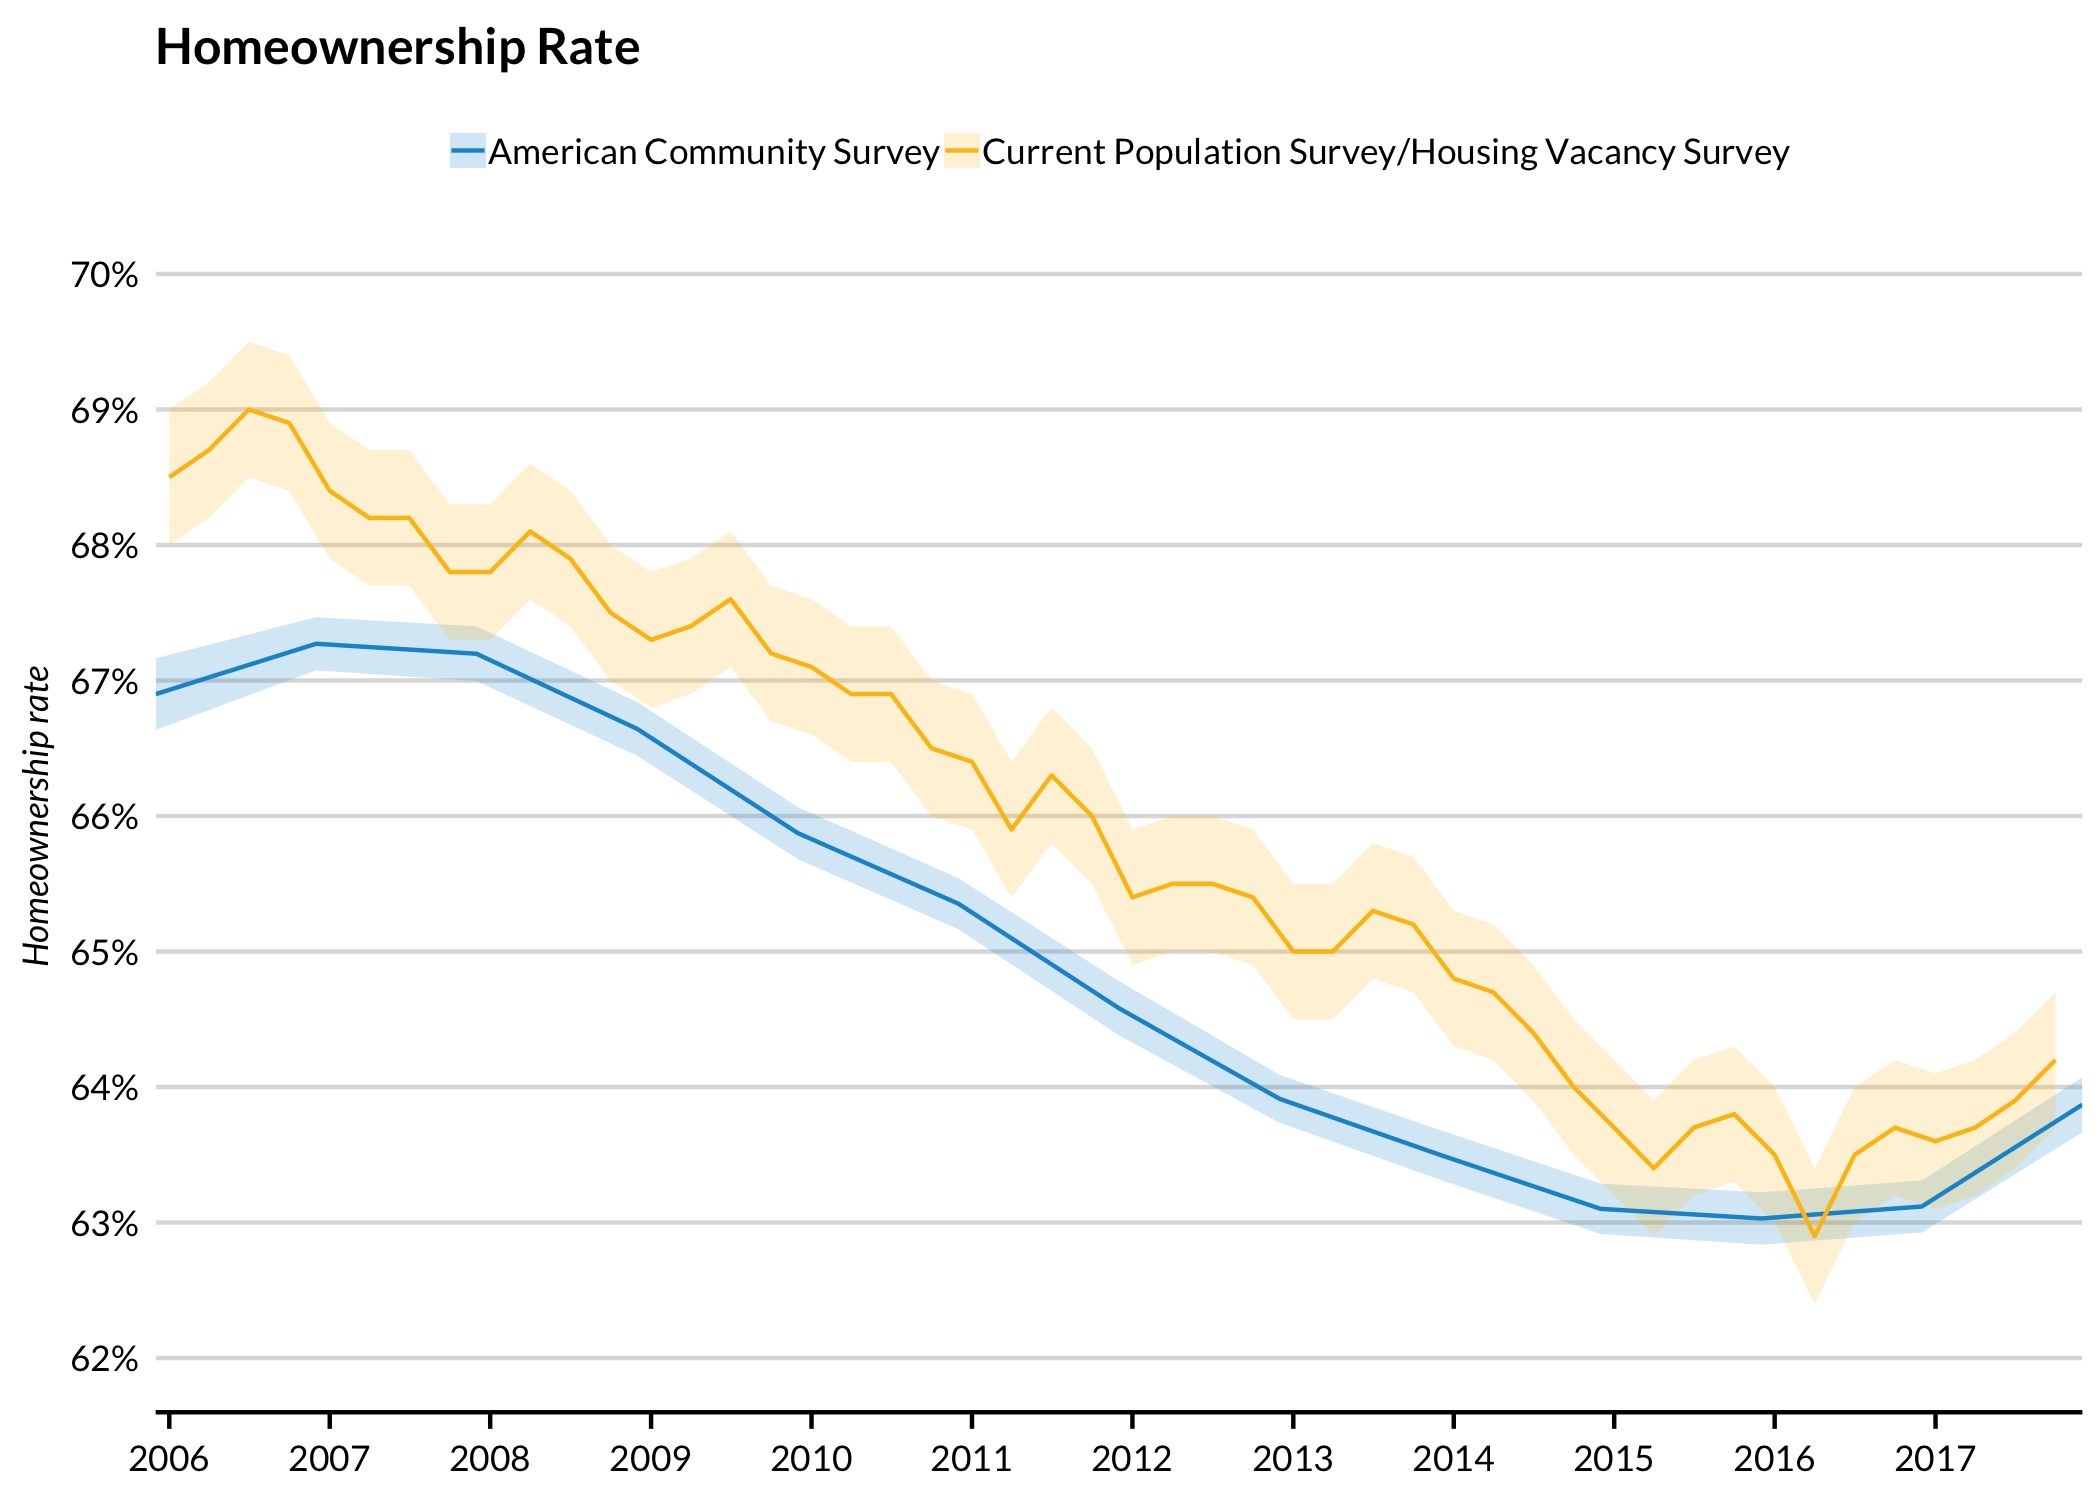 Homeownership Rate
American Community Survey Current Population Survey/Housing Vacancy Survey
70%
69%
68%
67%
66%
65%
64%
63%
62%
Homeownership rate
2006 2007 2008 2009 2010 2011 2012 2013 2014 2015 2016 2017